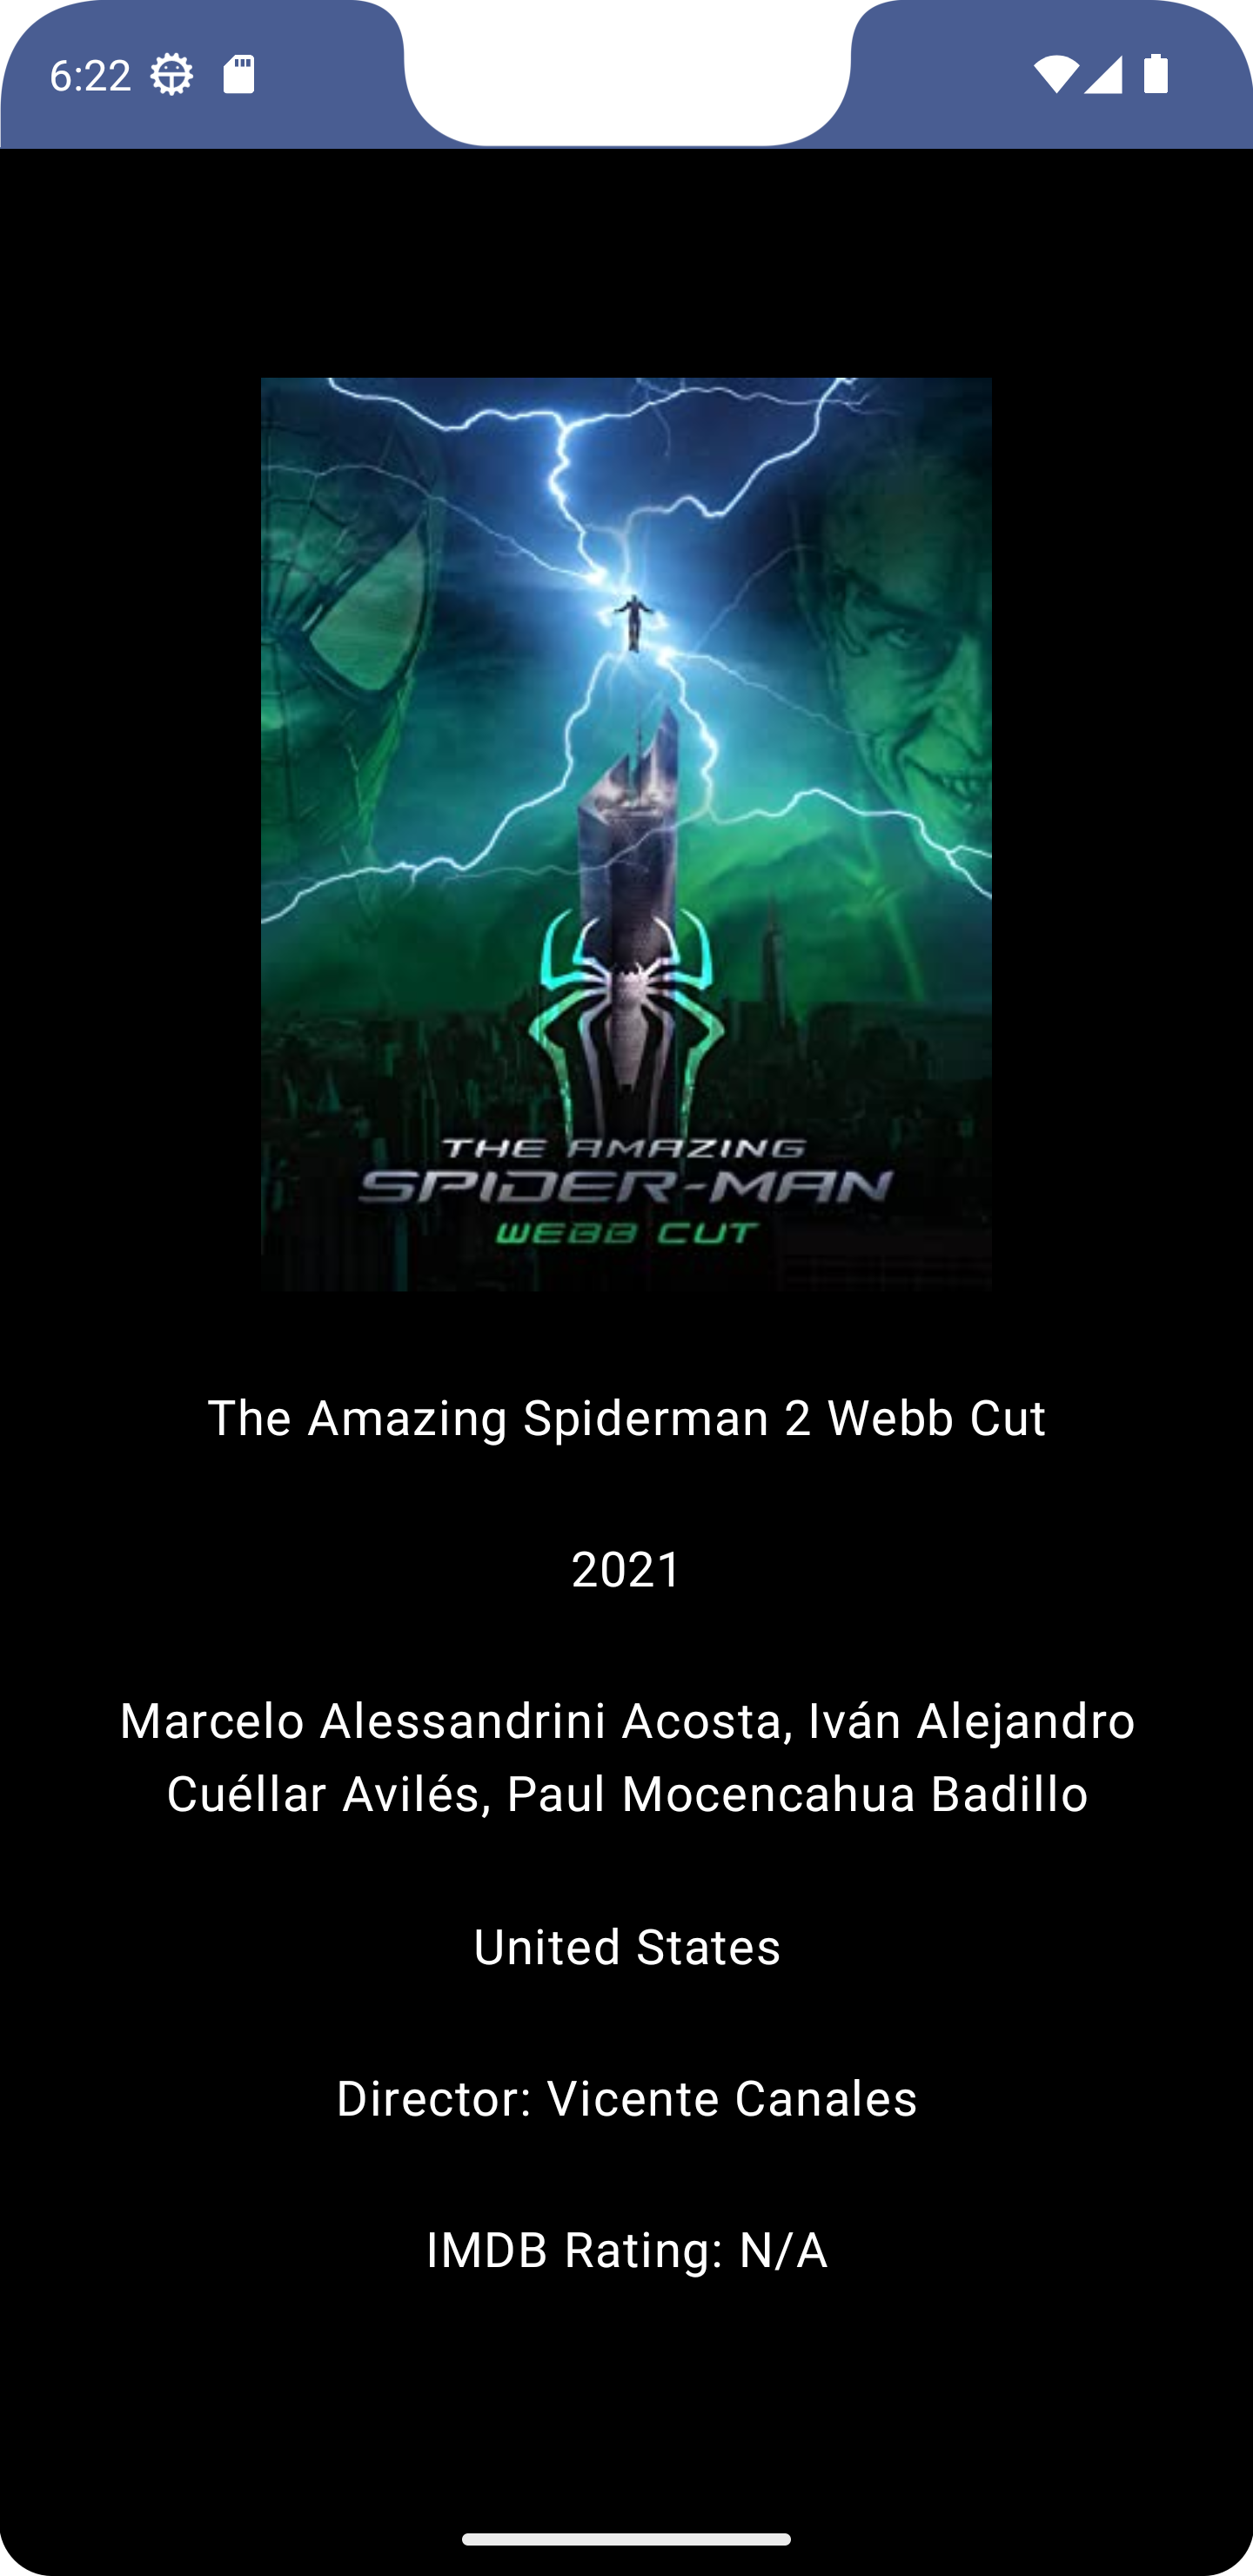 6:22
THE AMAZING
SPIDER-MAN
WEBB CUT
The Amazing Spiderman 2 Webb Cut
2021
Marcelo Alessandrini Acosta, Iván Alejandro
Cuéllar Avilés, Paul Mocencahua Badillo
United States
Director: Vicente Canales
IMDB Rating: N/A